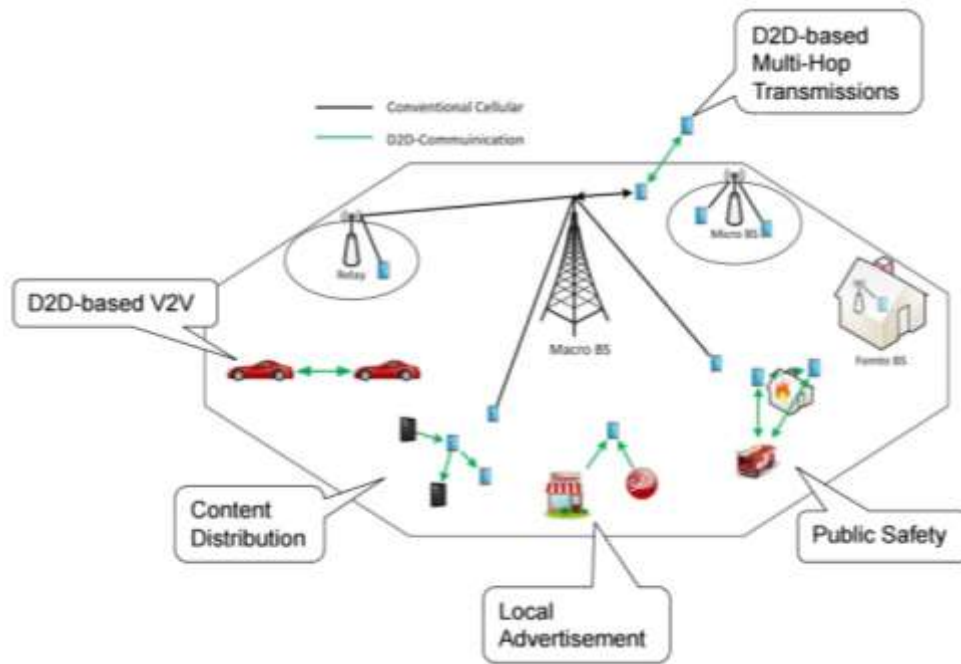 D2D-based
Multi-Hop
Transmissions
Conventional Cellular
D2D-Commuinication
Micro BS
Relay
D2D-based V2V
Macro BS
Femto BS
Content
Distribution
Public Safety
Local
Advertisement